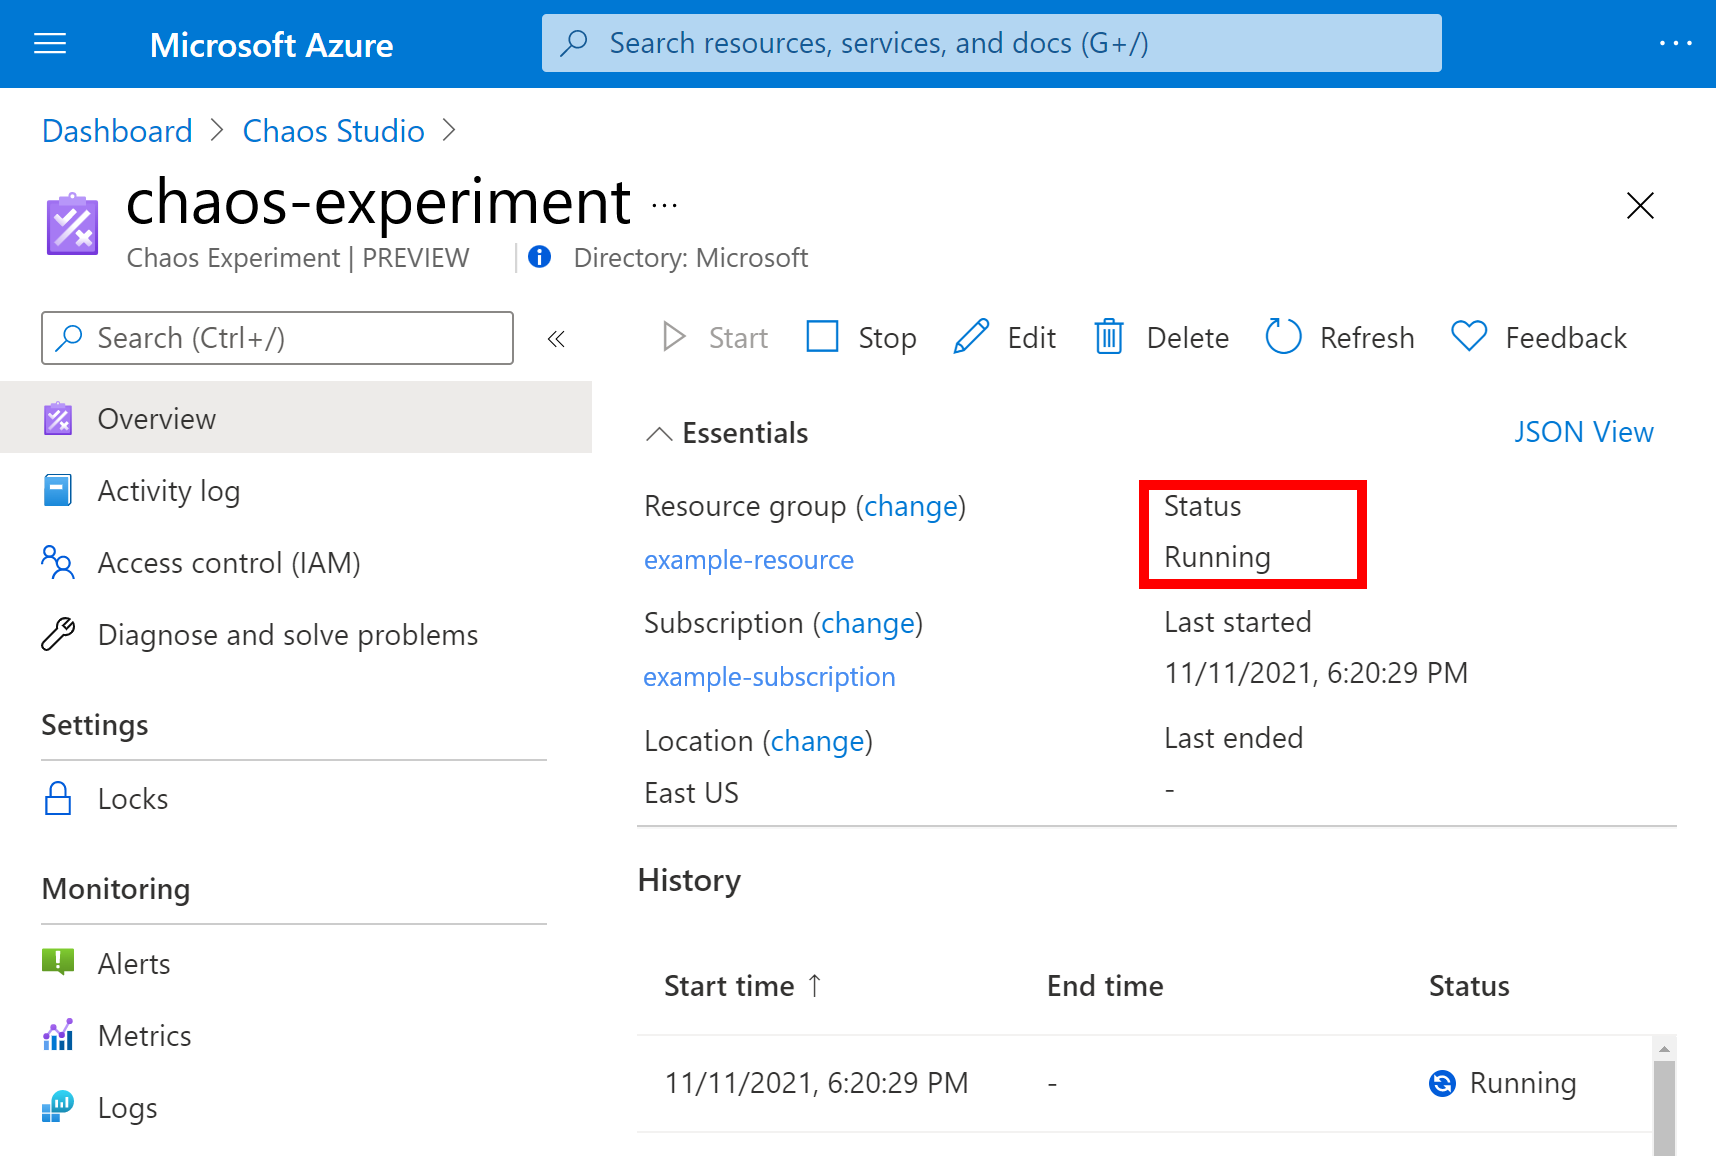 Microsoft Azure
Search resources, services, and docs (G+/)
...
Dashboard > Chaos Studio >
chaos-experiment ...
Chaos Experiment | PREVIEW
Directory: Microsoft
Search (Ctrl+/)
«
Start
Stop
Edit
Delete
Refresh
Feedback
Overview
Activity log
Access control (IAM)
Diagnose and solve problems
Settings
Locks
Monitoring
Alerts
Metrics
Logs
Essentials
JSON View
Resource group (change)
example-resource
Subscription (change)
example-subscription
Location (change)
East US
Status
Running
Last started
11/11/2021, 6:20:29 PM
Last ended
-
History
Start time ↑
End time
Status
11/11/2021, 6:20:29 PM
-
Running